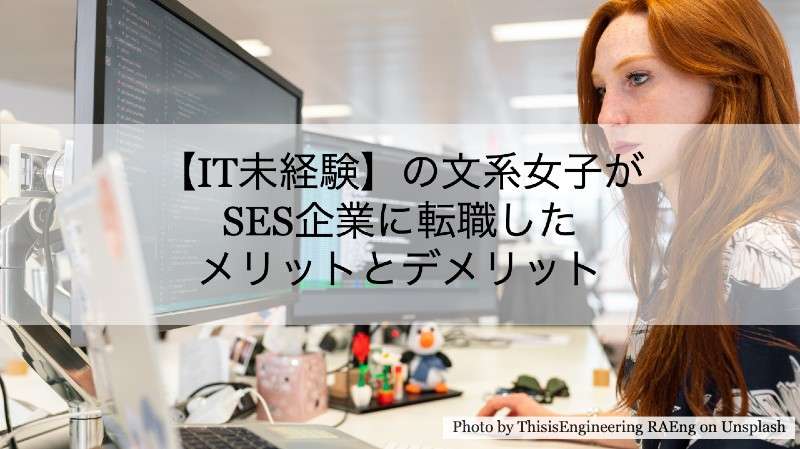 【IT未経験】の文系女子が
SES企業に転職した
メリットとデメリット
Photo by ThisisEngineering RAEng on Unsplash